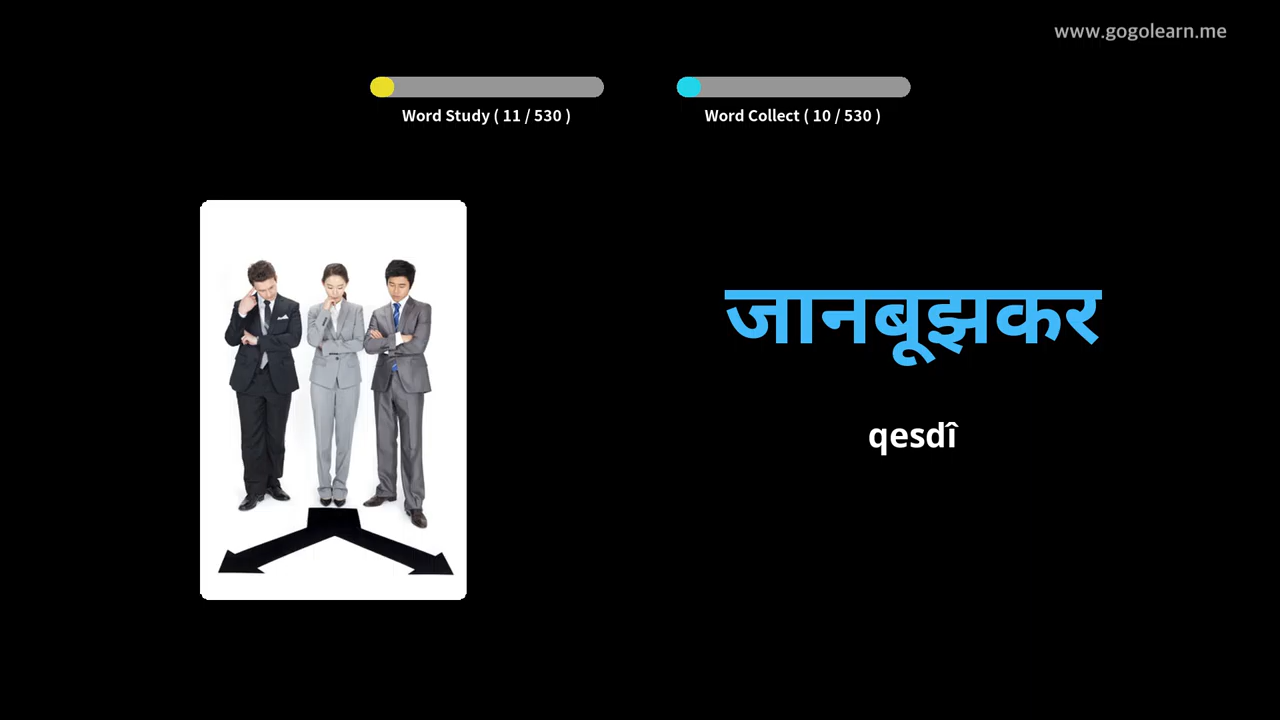 www.gogolearn.me
Word Study ( 11 / 530 )
Word Collect ( 10 / 530 )
जानबूझकर
qesdî